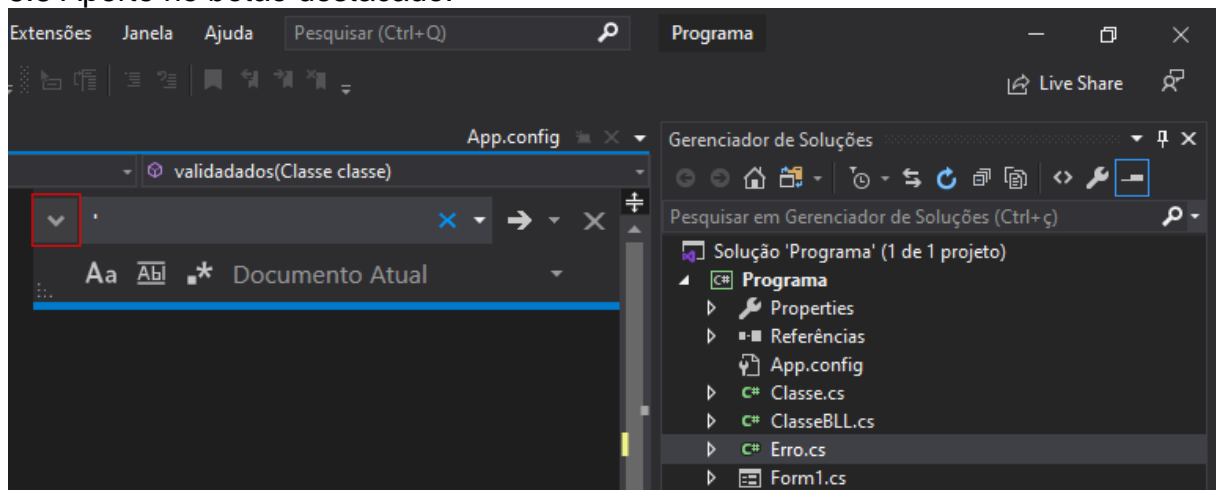 Extensões Janela Ajuda Pesquisar (Ctrl+Q) Programa
Live Share
App.config
validadados(Classe classe)
'
Aa Abl .* Documento Atual
Gerenciador de Soluções
Pesquisar em Gerenciador de Soluções (Ctrl+ç)
Solução 'Programa' (1 de 1 projeto)
C# Programa
Properties
Referências
App.config
C# Classe.cs
C# ClasseBLL.cs
C# Erro.cs
Form1.cs